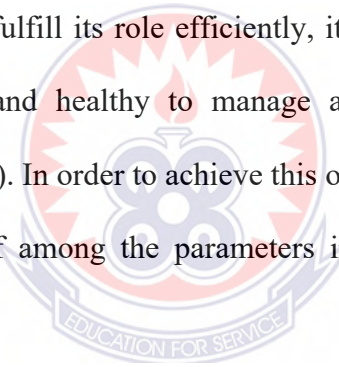 fulfill its role efficiently, it
and healthy to manage a
). In order to achieve this o
f among the parameters i
EDUCATION FOR SERVICE